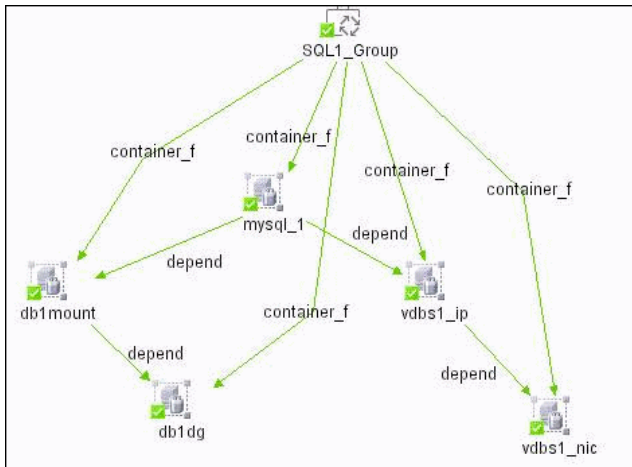 SQL1_Group
container_f
container_f
container_f
container_f
mysql_1
depend
depend
db1mount
container_f
vdbs1_ip
depend
depend
db1dg
vdbs1_nic